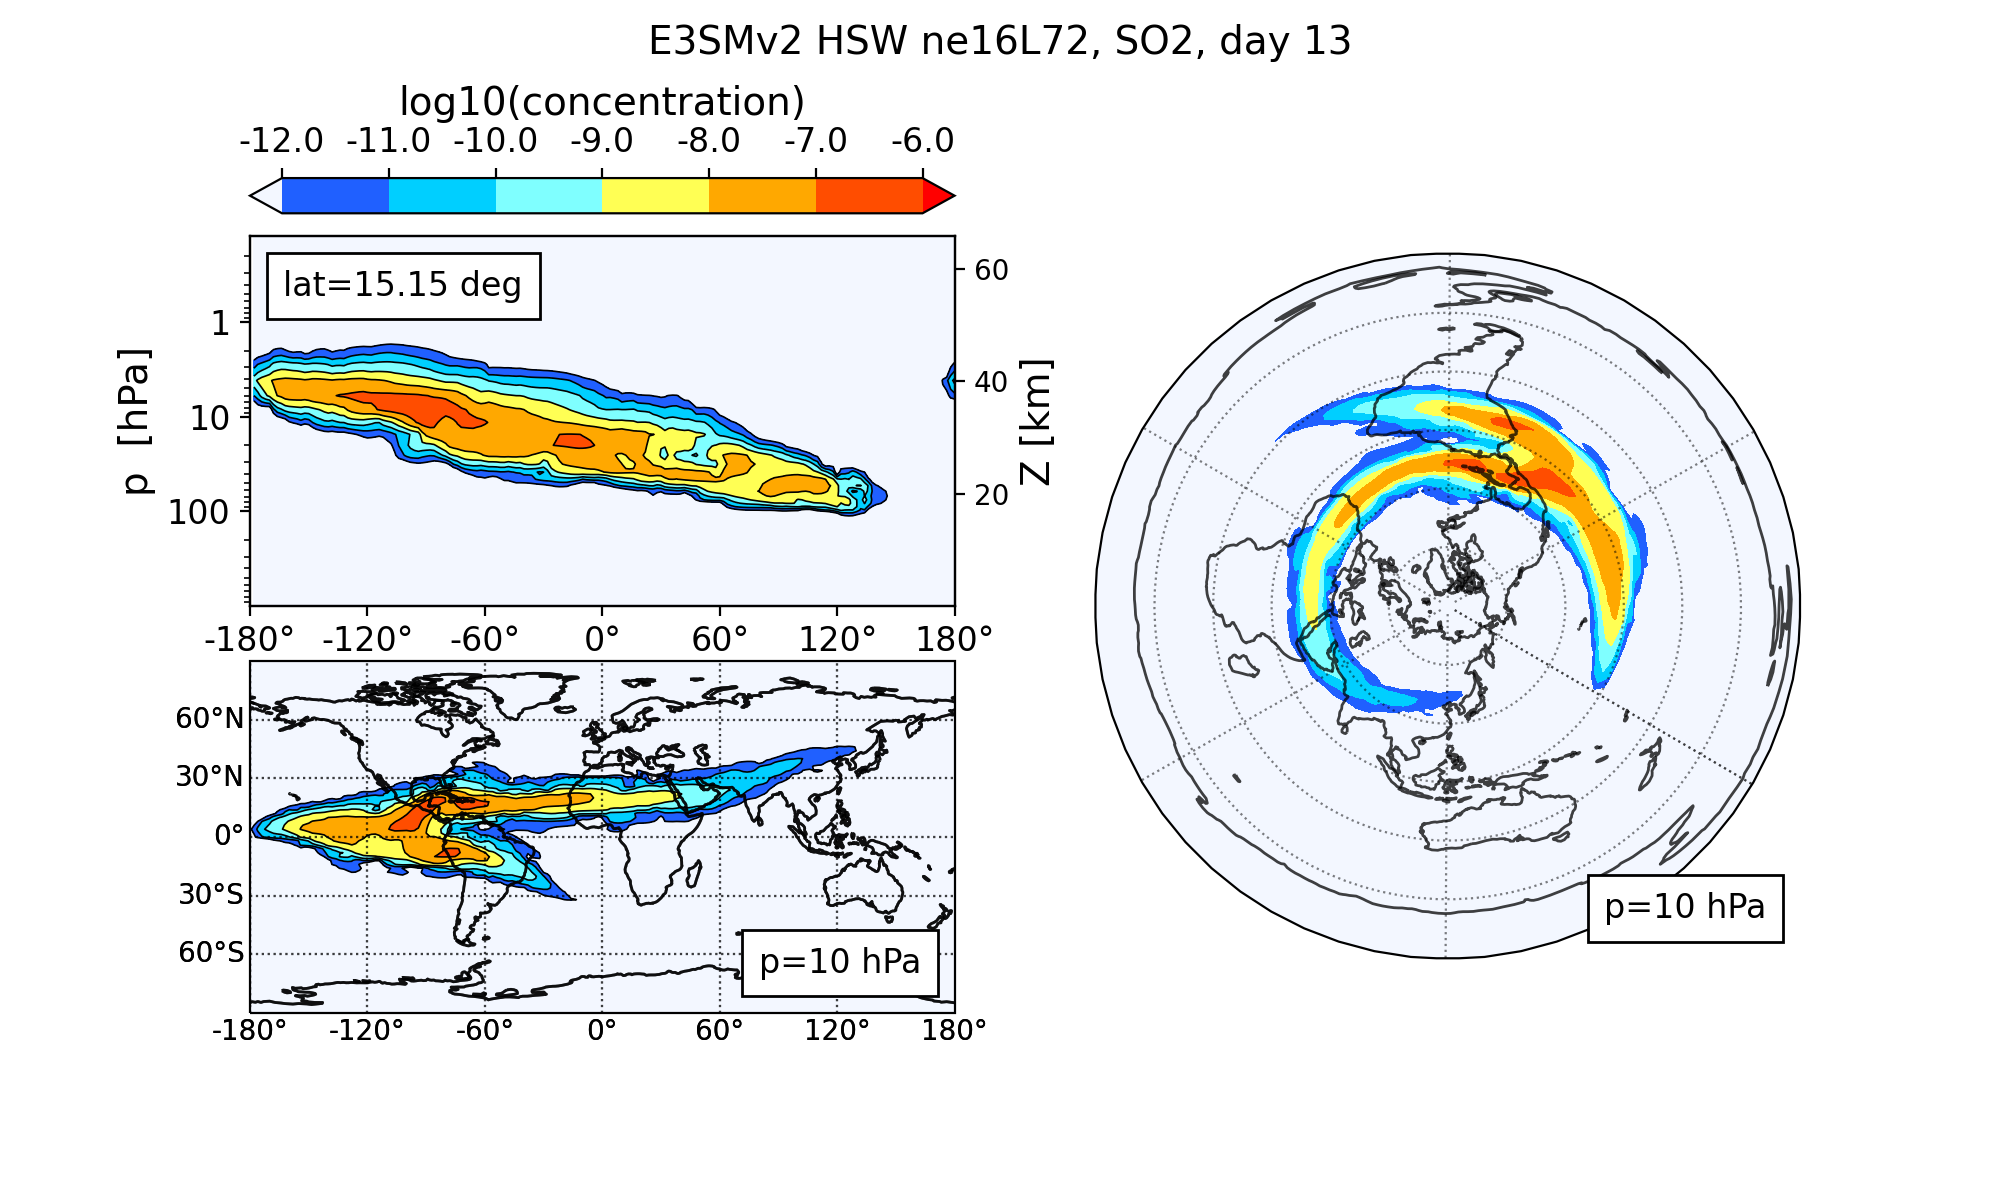 E3SMv2 HSW ne16L72, SO2, day 13
log10(concentration)
-12.0 -11.0 -10.0 -9.0 -8.0 -7.0 -6.0
lat=15.15 deg
p [hPa]
1
10
100
Z [km]
60
40
20
-180° -120° -60° 0° 60° 120° 180°
60°N
30°N
0°
30°S
60°S
p=10 hPa
-180° -120° -60° 0° 60° 120° 180°
p=10 hPa